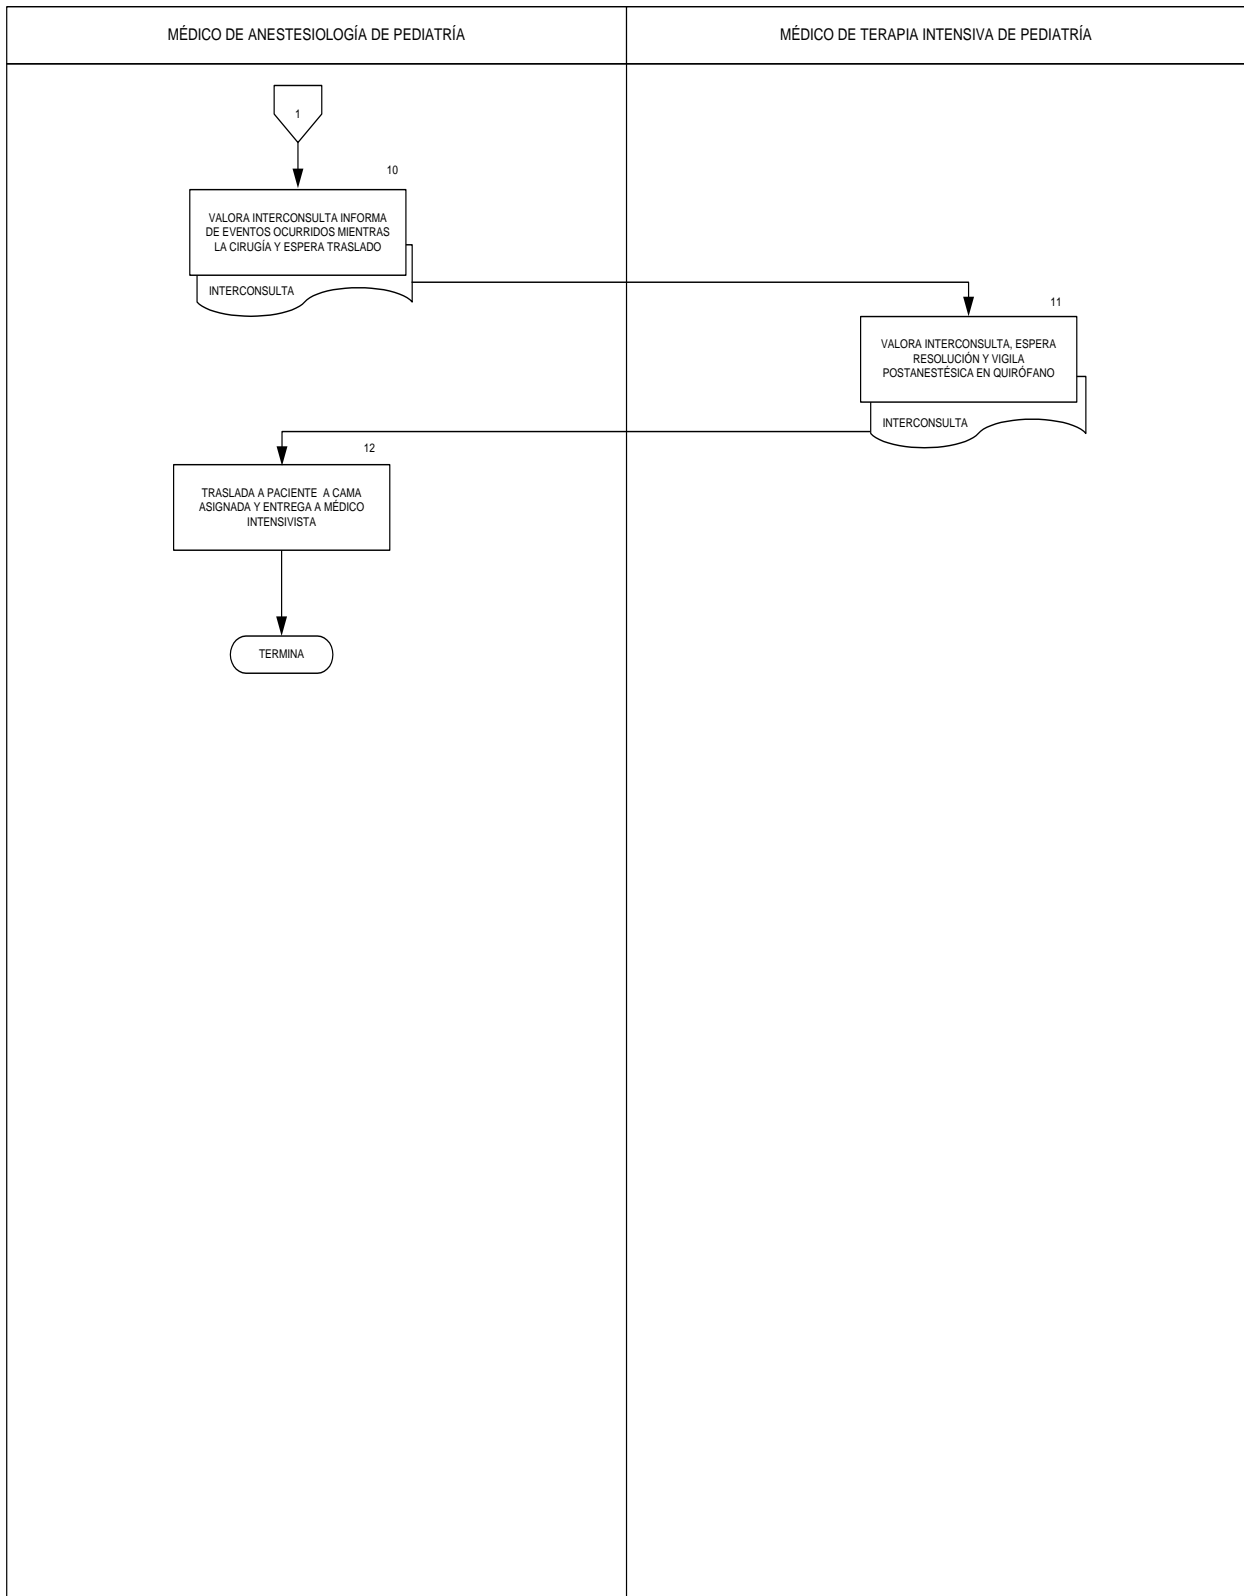 MÉDICO DE ANESTESIOLOGÍA DE PEDIATRÍA
MÉDICO DE TERAPIA INTENSIVA DE PEDIATRÍA
1
10
VALORA INTERCONSULTA INFORMA
DE EVENTOS OCURRIDOS MIENTRAS
LA CIRUGÍA Y ESPERA TRASLADO
INTERCONSULTA
11
VALORA INTERCONSULTA, ESPERA
RESOLUCIÓN Y VIGILA
POSTANESTÉSICA EN QUIRÓFANO
INTERCONSULTA
12
TRASLADA A PACIENTE A CAMA
ASIGNADA Y ENTREGA A MÉDICO
INTENSIVISTA
TERMINA